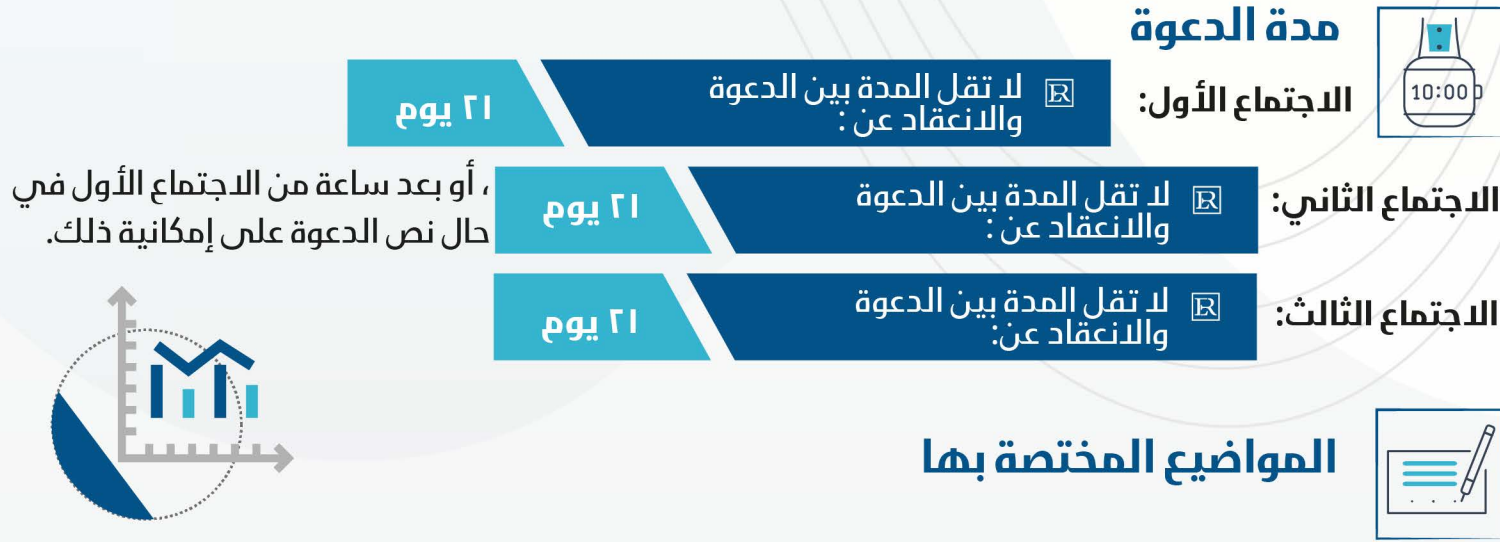 مدة الدعوة
10:00
الاجتماع الأول:
لا تقل المدة بين الدعوة
والانعقاد عن :
٢١ يوم
الاجتماع الثاني:
لا تقل المدة بين الدعوة
والانعقاد عن :
٢١ يوم
، أو بعد ساعة من الاجتماع الأول في
حال نص الدعوة على إمكانية ذلك.
الاجتماع الثالث:
لا تقل المدة بين الدعوة
والانعقاد عن:
٢١ يوم
المواضيع المختصة بها